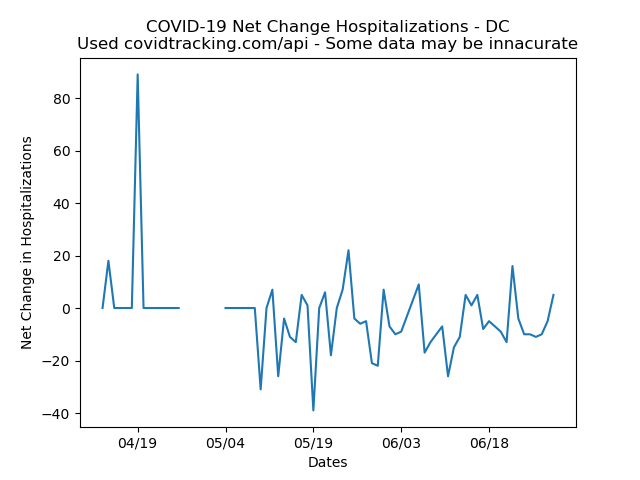 COVID-19 Net Change Hospitalizations - DC
Used covidtracking.com/api - Some data may be innacurate
Net Change in Hospitalizations
80
60
40
20
0
−20
−40
04/19 05/04 05/19 06/03 06/18
Dates